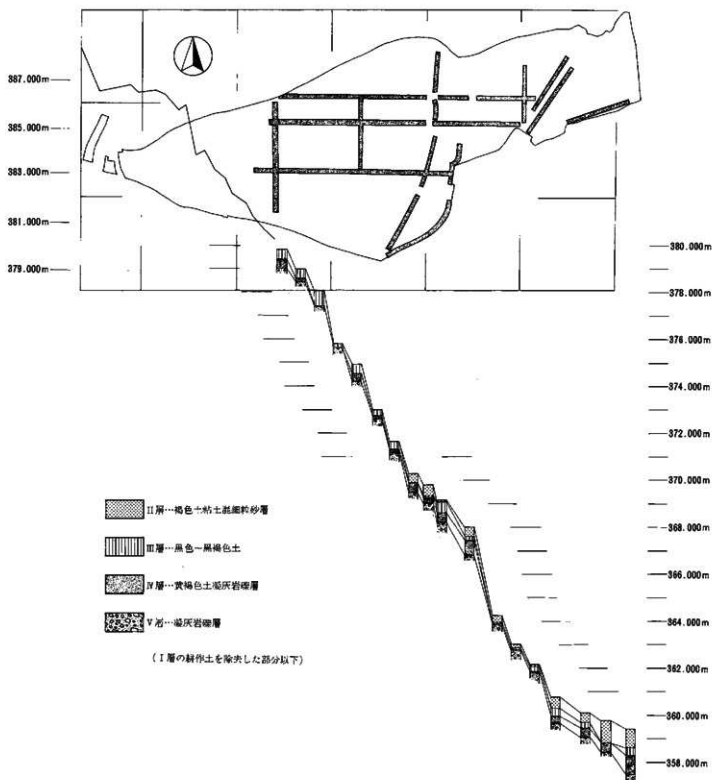 387.000m
385.000m
383.000m
381.000m
379.000m
380.000m
378.000m
376.000m
374.000m
372.000m
370.000m
368.000m
366.000m
364.000m
362.000m
360.000m
358.000m
II層…褐色土粘土混細粒砂層
III層…黒色~黒褐色土
IV層…黄褐色土凝灰岩礫層
V層…凝灰岩礫層
(I層の耕作土を除去した部分以下)